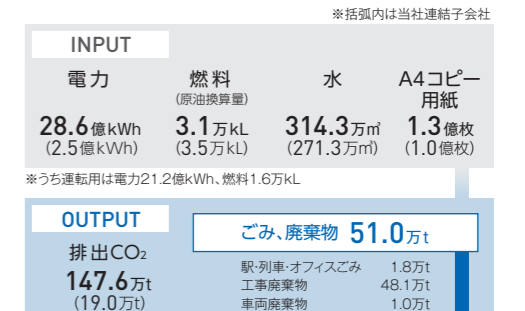 ※括弧内は当社連結子会社
INPUT
電力 燃料 水 A4コピー
(原油換算量) 用紙
28.6億kWh 3.1万kL 314.3万㎥ 1.3億枚
(2.5億kWh) (3.5万kL) (271.3万㎥) (1.0億枚)
※うち運転用は電力21.2億kWh、燃料1.6万kL
OUTPUT
排出CO₂
147.6万t
(19.0万t)
ごみ、廃棄物 51.0万t
駅・列車・オフィスごみ 1.8万t
工事廃棄物 48.1万t
車両廃棄物 1.0万t